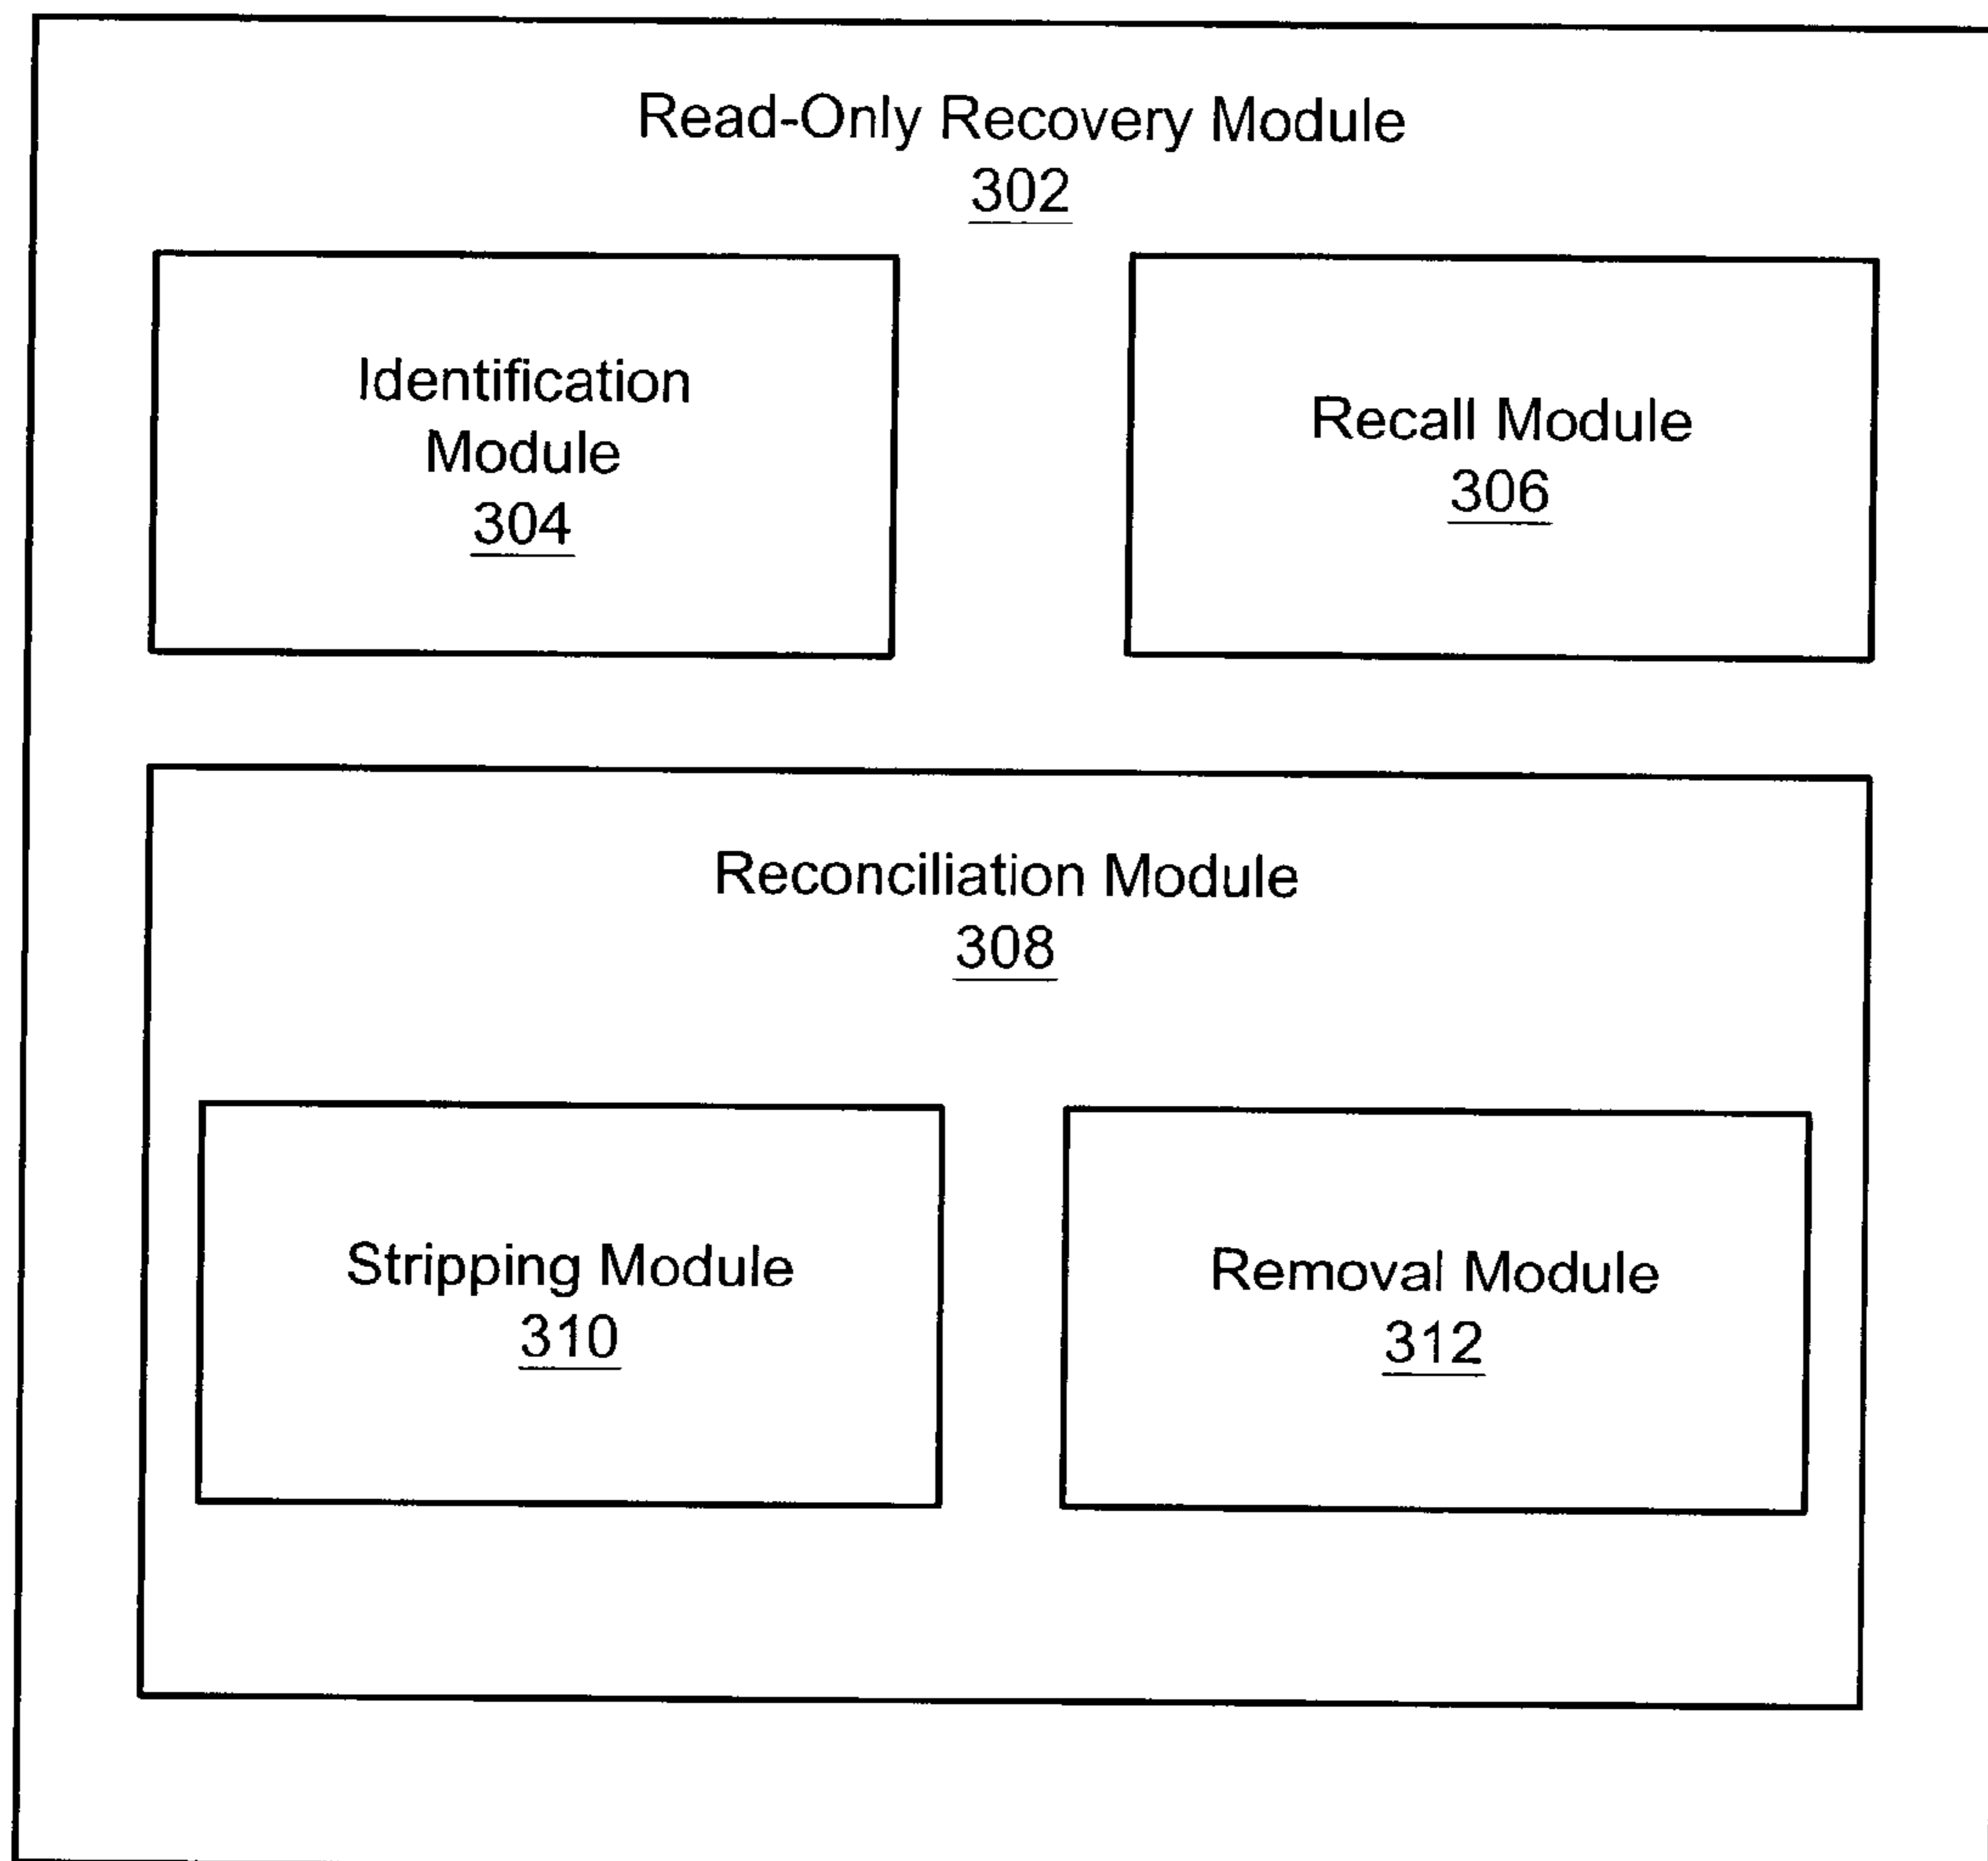 Read-Only Recovery Module
302
Identification
Module
304
Recall Module
306
Reconciliation Module
308
Stripping Module
310
Removal Module
312